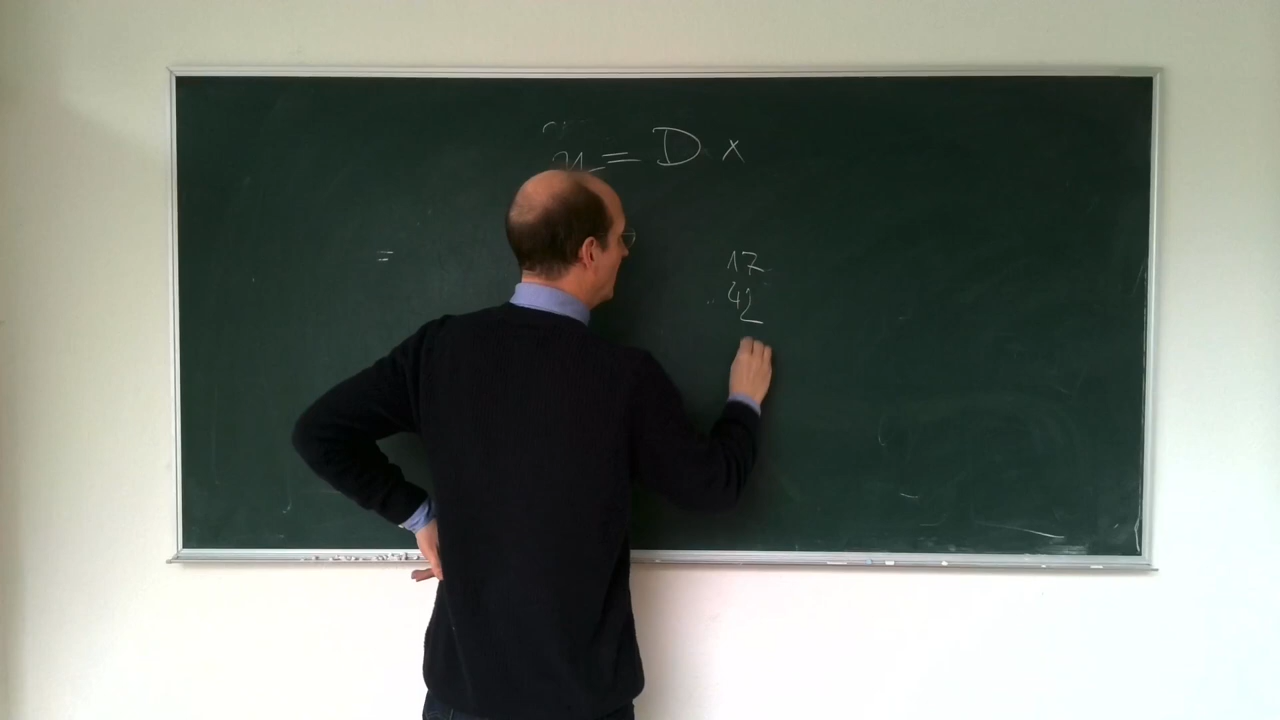 = D x
=
17
42